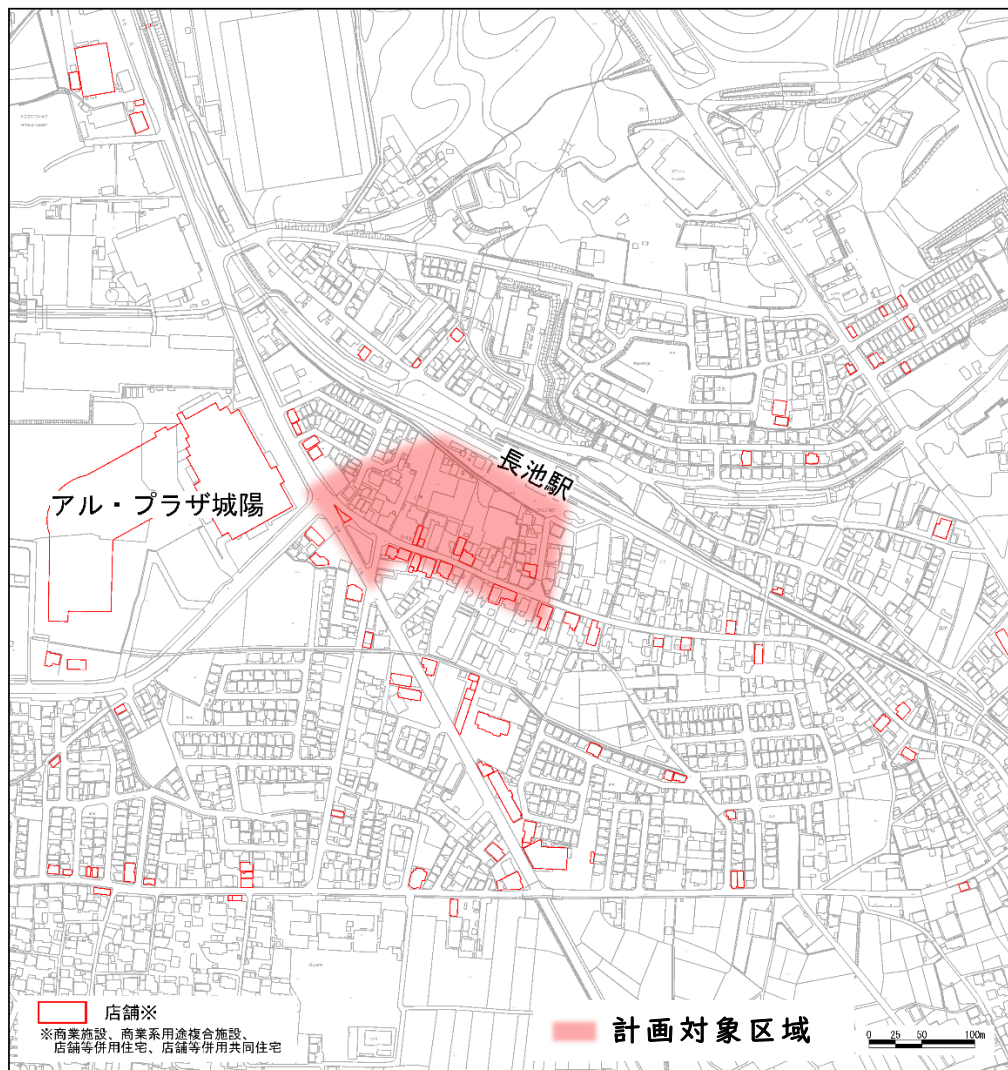 長池駅
アル・プラザ城陽
店舗※
※商業施設、商業系用途複合施設、
店舗等併用住宅、店舗等併用共同住宅
計画対象区域
0 25 50 100m